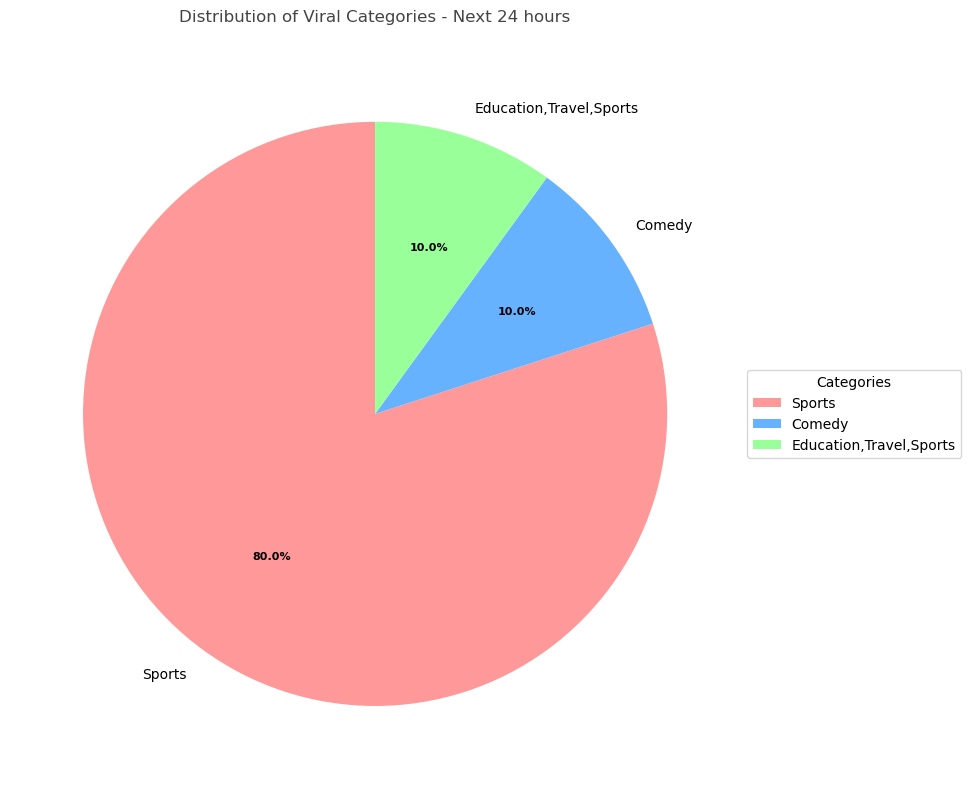 Distribution of Viral Categories - Next 24 hours
Education,Travel,Sports
Comedy
10.0%
10.0%
Categories
Sports
Comedy
Education,Travel,Sports
80.0%
Sports